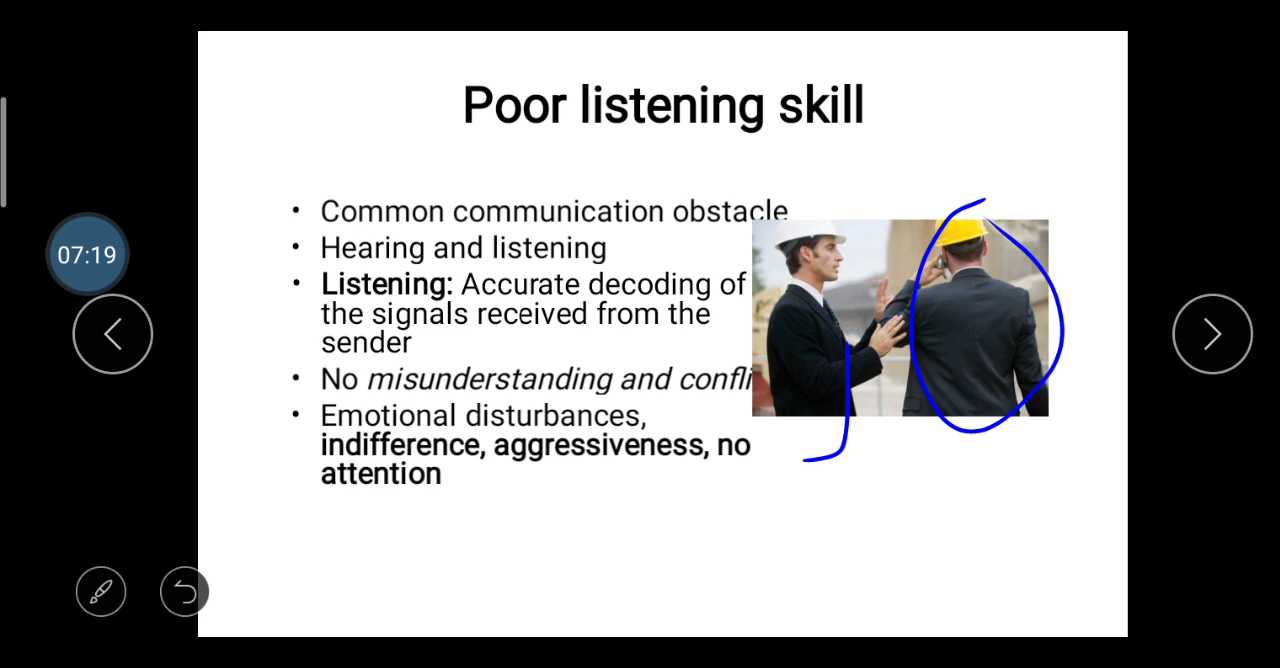 Poor listening skill
• Common communication obstacle
• Hearing and listening
• Listening: Accurate decoding of
the signals received from the
sender
• No misunderstanding and confli
• Emotional disturbances,
indifference, aggressiveness, no
attention
07:19